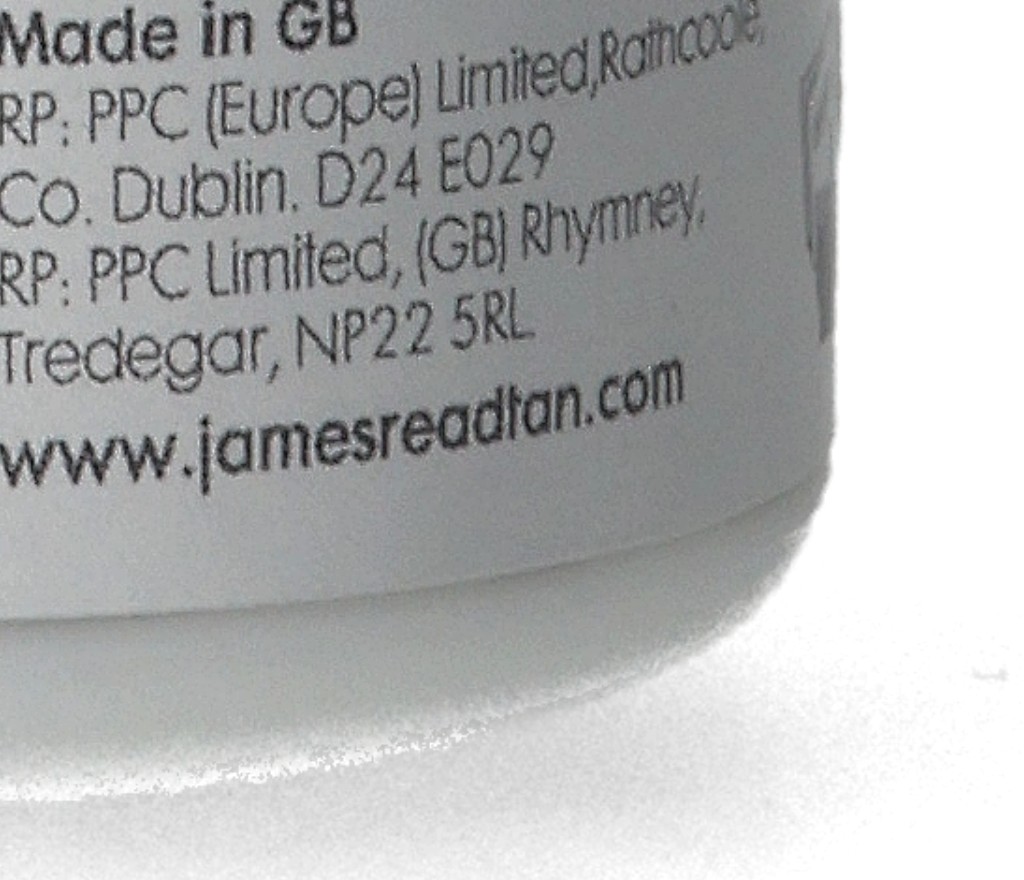 Made in GB
RP: PPC (Europe) Limited,Rathcoole,
Co. Dublin. D24 E029
RP: PPC Limited, (GB) Rhymney,
Tredegar, NP22 5RL
www.jamesreadtan.com